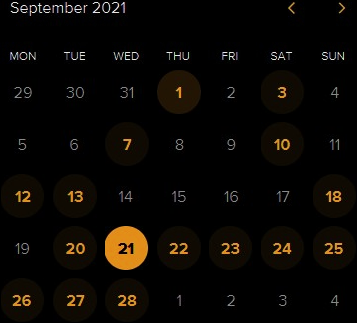 September 2021
MON TUE WED THU FRI SAT SUN
29 30 31 1 2 3 4
5 6 7 8 9 10 11
12 13 14 15 16 17 18
19 20 21 22 23 24 25
26 27 28 1 2 3 4